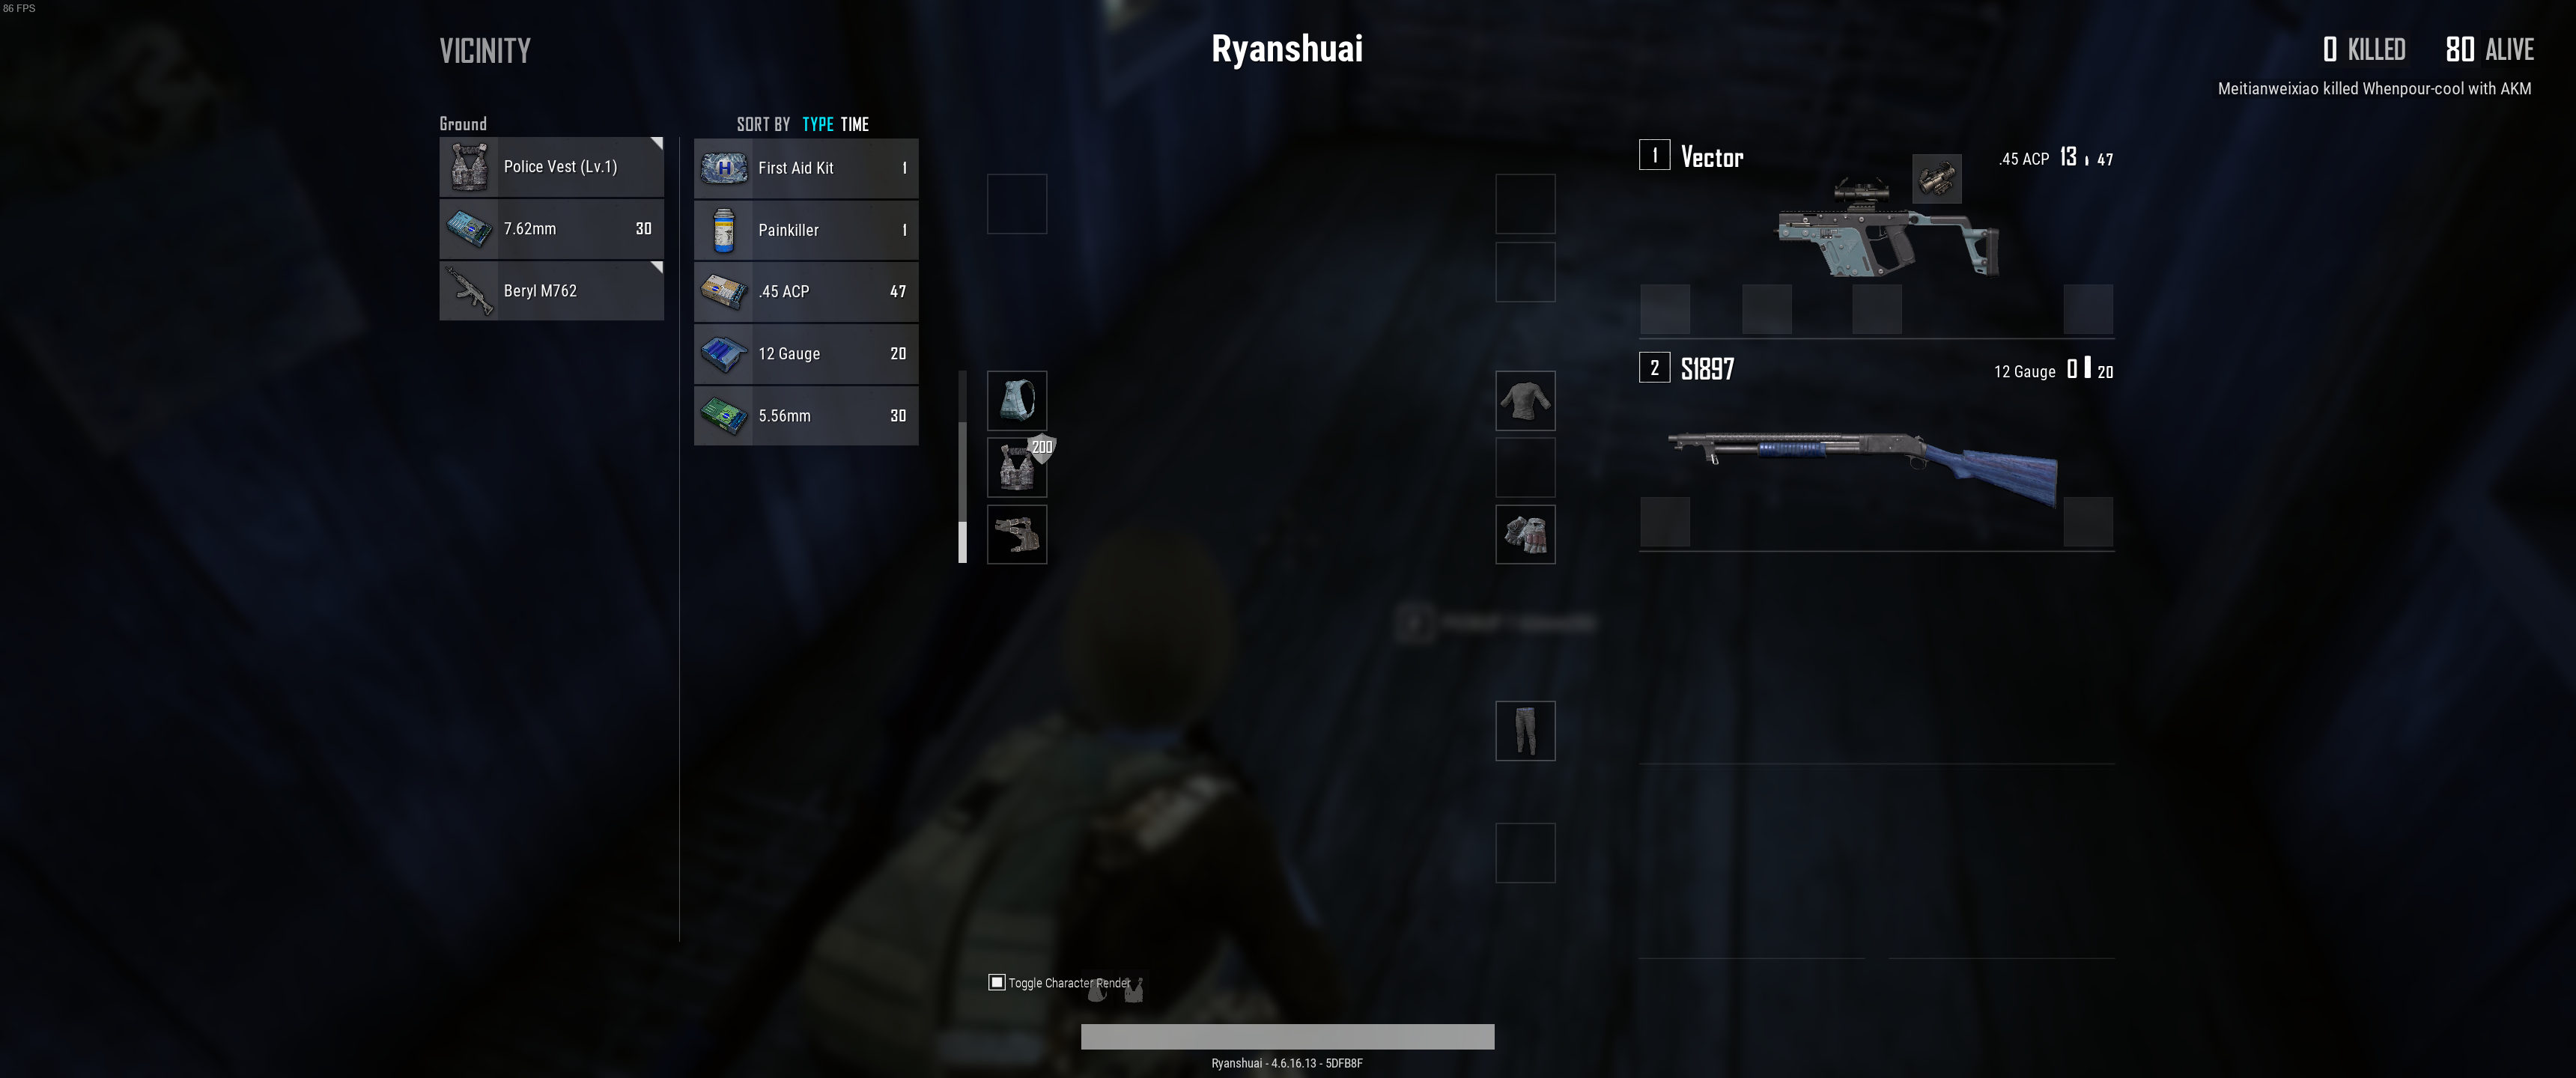 86 FPS
VICINITY
Ryanshuai
0 KILLED 80 ALIVE
Meitianweixiao killed Whenpour-cool with AKM
Ground
Police Vest (Lv.1)
7.62mm 30
Beryl M762
SORT BY TYPE TIME
First Aid Kit 1
Painkiller 1
.45 ACP 47
12 Gauge 20
5.56mm 30
200
1 Vector .45 ACP 13 47
2 S1897 12 Gauge 0 20
Toggle Character Render
Ryanshuai - 4.6.16.13 - 5DFB8F